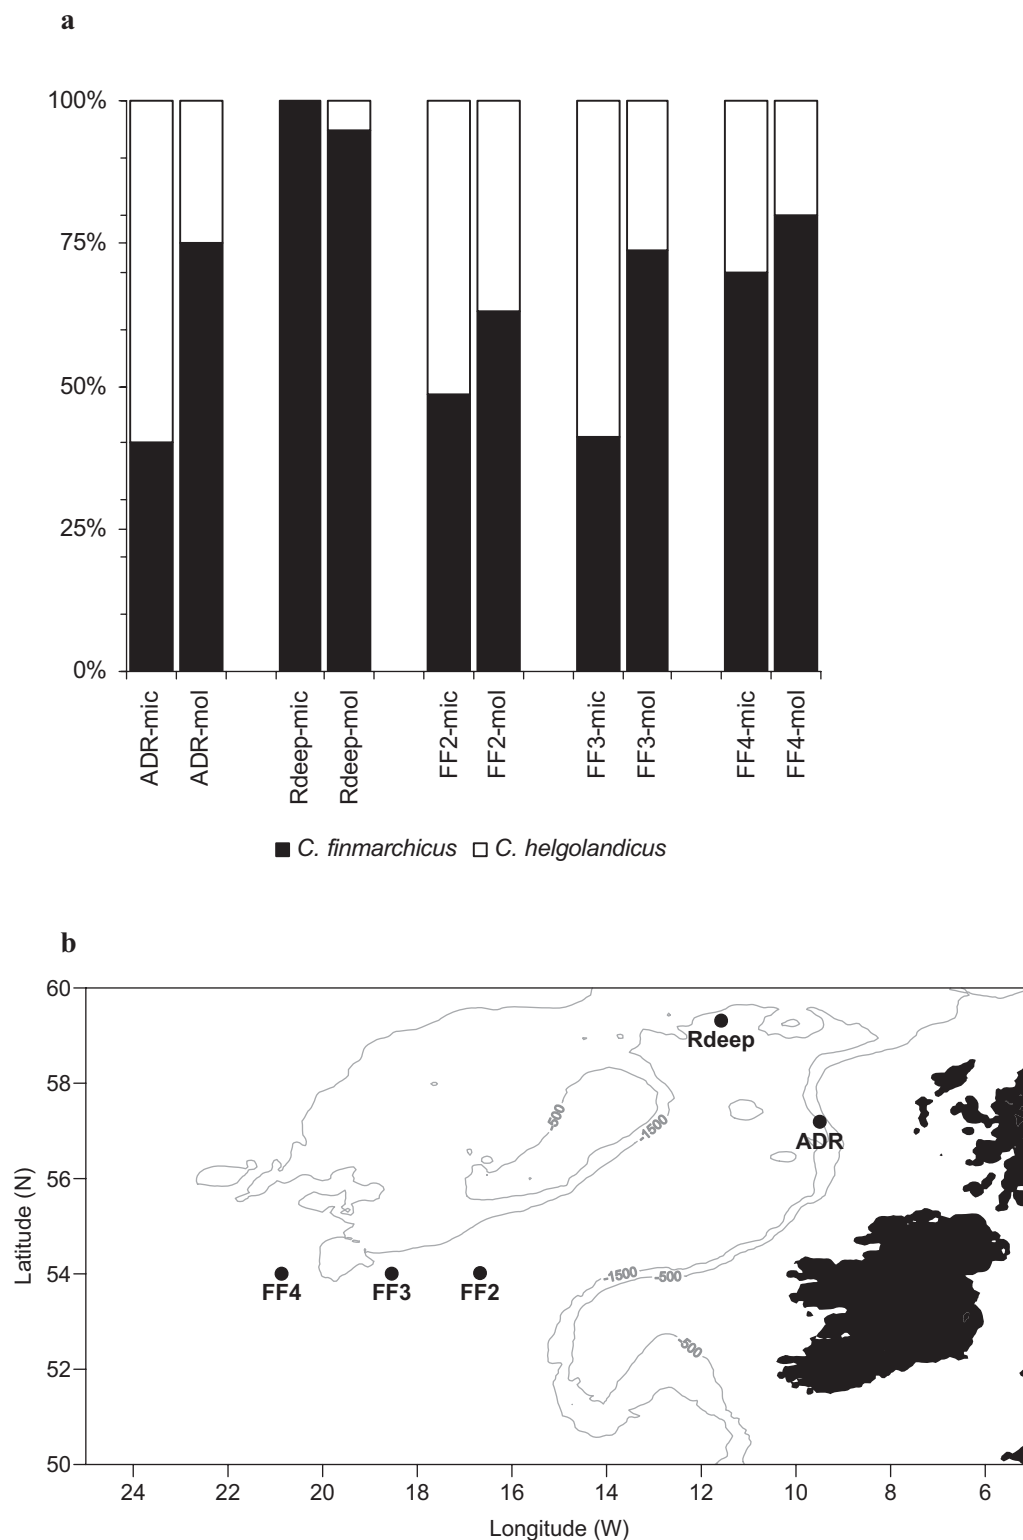 a
100%
75%
50%
25%
0%
ADR-mic
ADR-mol
Rdeep-mic
Rdeep-mol
FF2-mic
FF2-mol
FF3-mic
FF3-mol
FF4-mic
FF4-mol
C. finmarchicus C. helgolandicus
b
60
58
56
54
52
50
Latitude (N)
Rdeep
-500
-1500
ADR
-1500 -500
FF4 FF3 FF2
-500
24 22 20 18 16 14 12 10 8 6
Longitude (W)